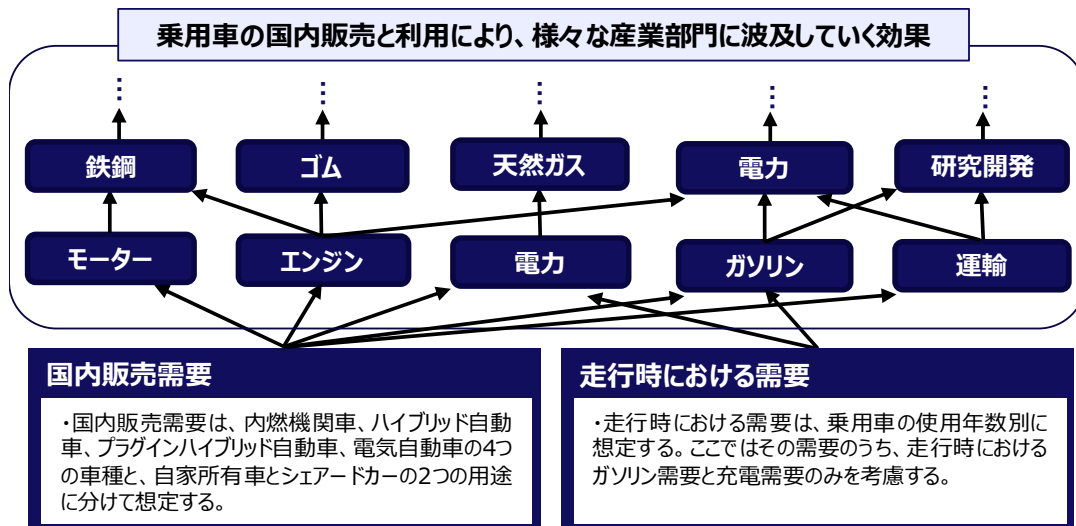 乗用車の国内販売と利用により、様々な産業部門に波及していく効果
鉄鋼
ゴム
天然ガス
電力
研究開発
モーター
エンジン
電力
ガソリン
運輸
国内販売需要
・国内販売需要は、内燃機関車、ハイブリッド自動
車、プラグインハイブリッド自動車、電気自動車の4つ
の車種と、自家所有車とシェアードカーの2つの用途
に分けて想定する。
走行時における需要
・走行時における需要は、乗用車の使用年数別に
想定する。ここではその需要のうち、走行時における
ガソリン需要と充電需要のみを考慮する。